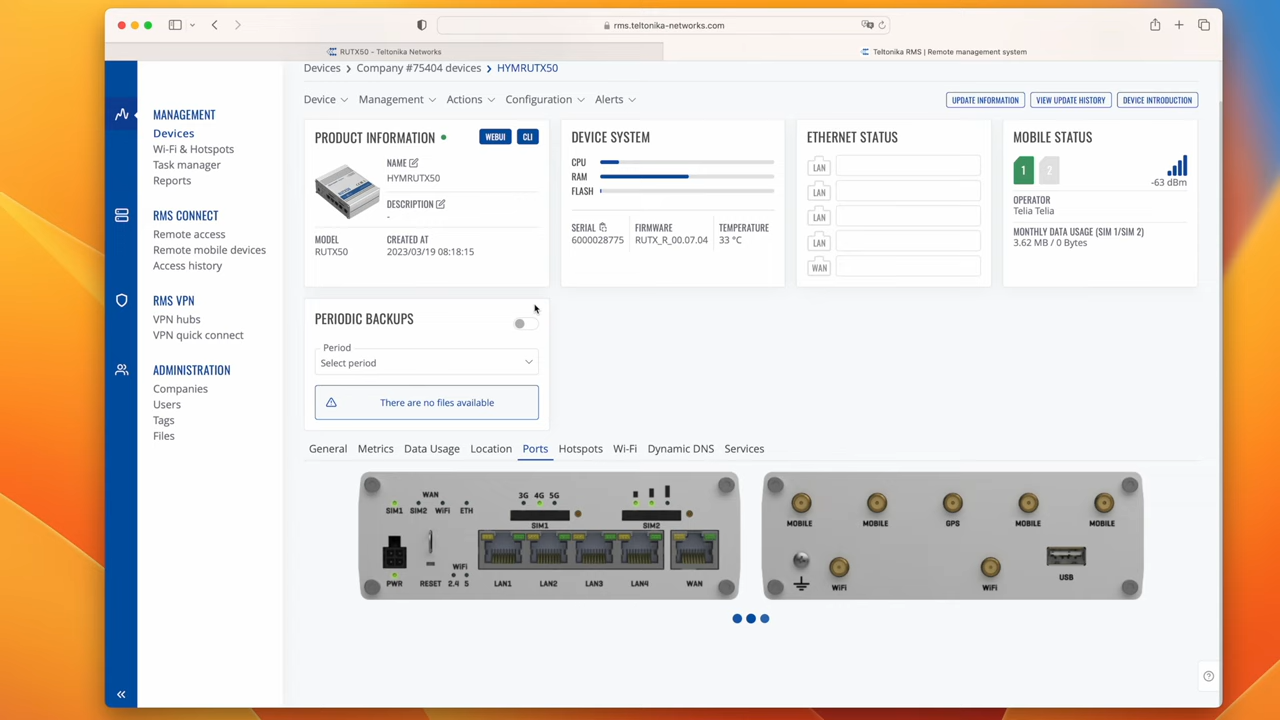 rms.teltonika-networks.com
RUTX50 - Teltonika Networks
Teltonika RMS | Remote management system
Devices > Company #75404 devices > HYMRUTX50
Device
Management
Actions
Configuration
Alerts
UPDATE INFORMATION
VIEW UPDATE HISTORY
DEVICE INTRODUCTION
MANAGEMENT
Devices
Wi-Fi & Hotspots
Task manager
Reports
RMS CONNECT
Remote access
Remote mobile devices
Access history
RMS VPN
VPN hubs
VPN quick connect
ADMINISTRATION
Companies
Users
Tags
Files
PRODUCT INFORMATION
WEBUI
CLI
NAME
HYMRUTX50
DESCRIPTION
-
MODEL
RUTX50
CREATED AT
2023/03/19 08:18:15
DEVICE SYSTEM
CPU
RAM
FLASH
SERIAL
6000028775
FIRMWARE
RUTX_R_00.07.04
TEMPERATURE
33 °C
ETHERNET STATUS
LAN
LAN
LAN
LAN
WAN
MOBILE STATUS
1
2
-63 dBm
OPERATOR
Telia Telia
MONTHLY DATA USAGE (SIM 1/SIM 2)
3.62 MB / 0 Bytes
PERIODIC BACKUPS
Period
Select period
There are no files available
General
Metrics
Data Usage
Location
Ports
Hotspots
Wi-Fi
Dynamic DNS
Services
WAN
SIM1 SIM2 WiFi ETH
3G 4G 5G
SIM1
SIM2
PWR
RESET
WiFi
2.4 5
LAN1
LAN2
LAN3
LAN4
WAN
MOBILE
MOBILE
GPS
MOBILE
MOBILE
WiFi
WiFi
USB